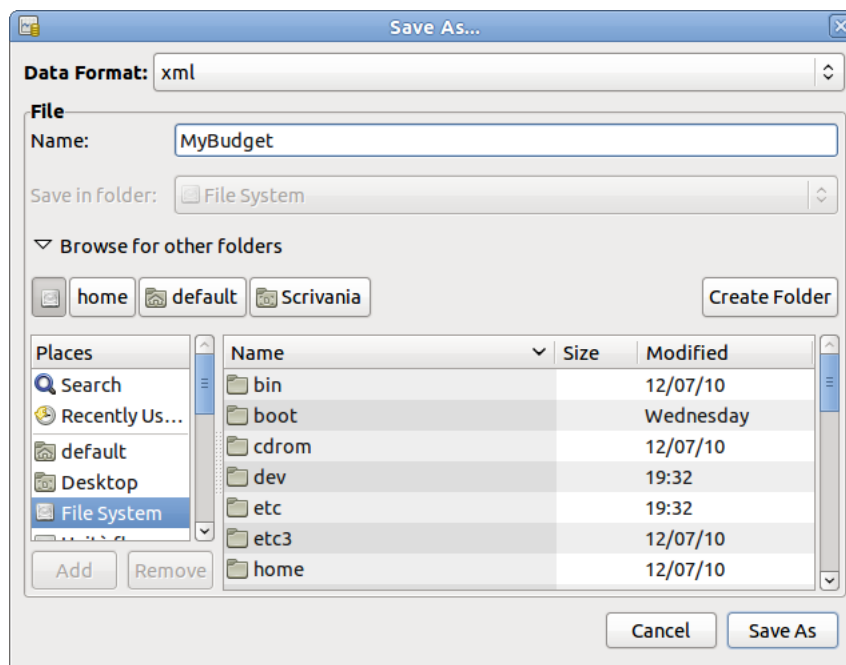 Save As...
Data Format: xml
File
Name: MyBudget
Save in folder: File System
Browse for other folders
home default Scrivania Create Folder
Places Name Size Modified
Search bin 12/07/10
Recently Us... boot Wednesday
default cdrom 12/07/10
Desktop dev 19:32
File System etc 19:32
etc3 12/07/10
Add Remove home 12/07/10
Cancel Save As